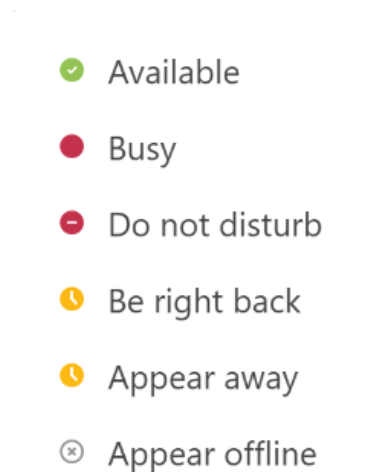 Available
Busy
Do not disturb
Be right back
Appear away
Appear offline